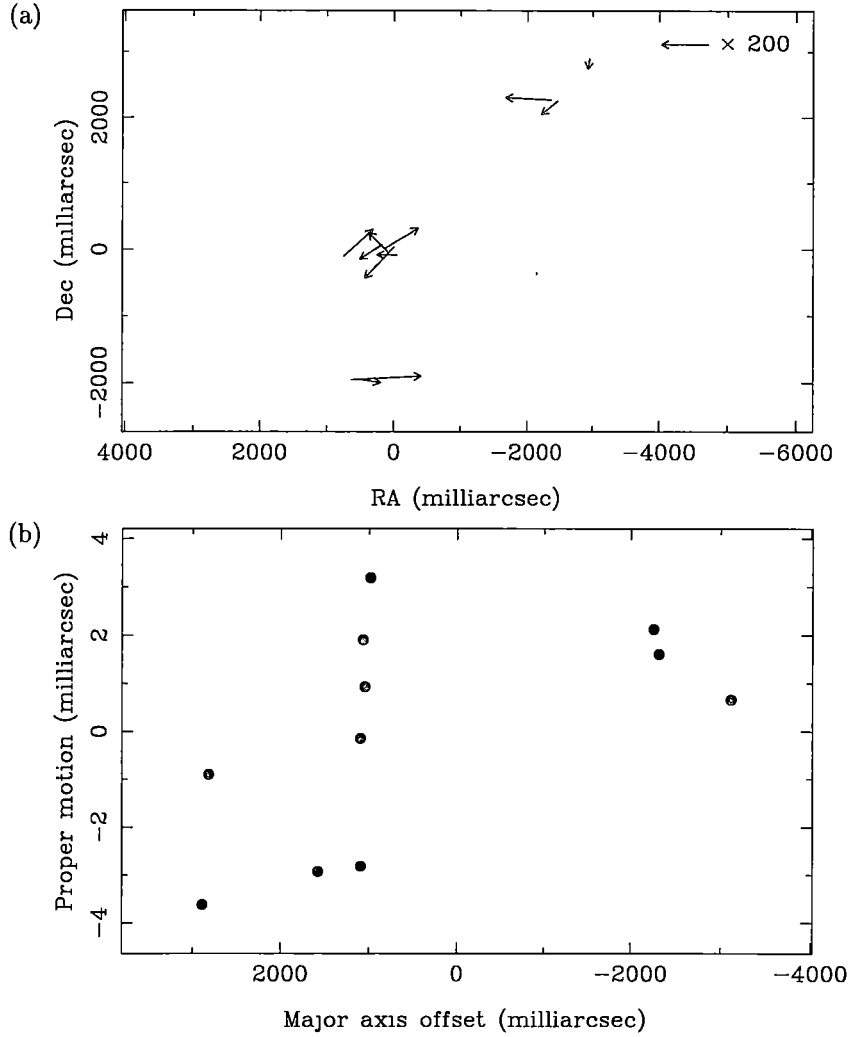 (a)
× 200
Dec (milliarcsec)
2000
0
−2000
4000 2000 0 −2000 −4000 −6000
RA (milliarcsec)
(b)
Proper motion (milliarcsec)
4
2
0
−2
−4
2000 0 −2000 −4000
Major axis offset (milliarcsec)